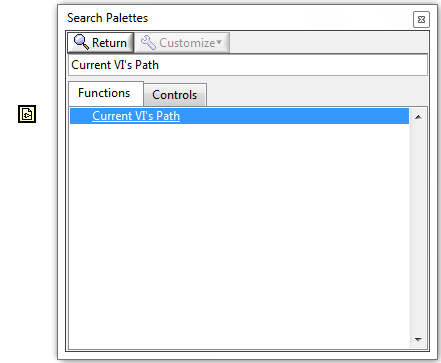 Search Palettes
Return Customize
Current VI's Path
Functions Controls
Current VI's Path